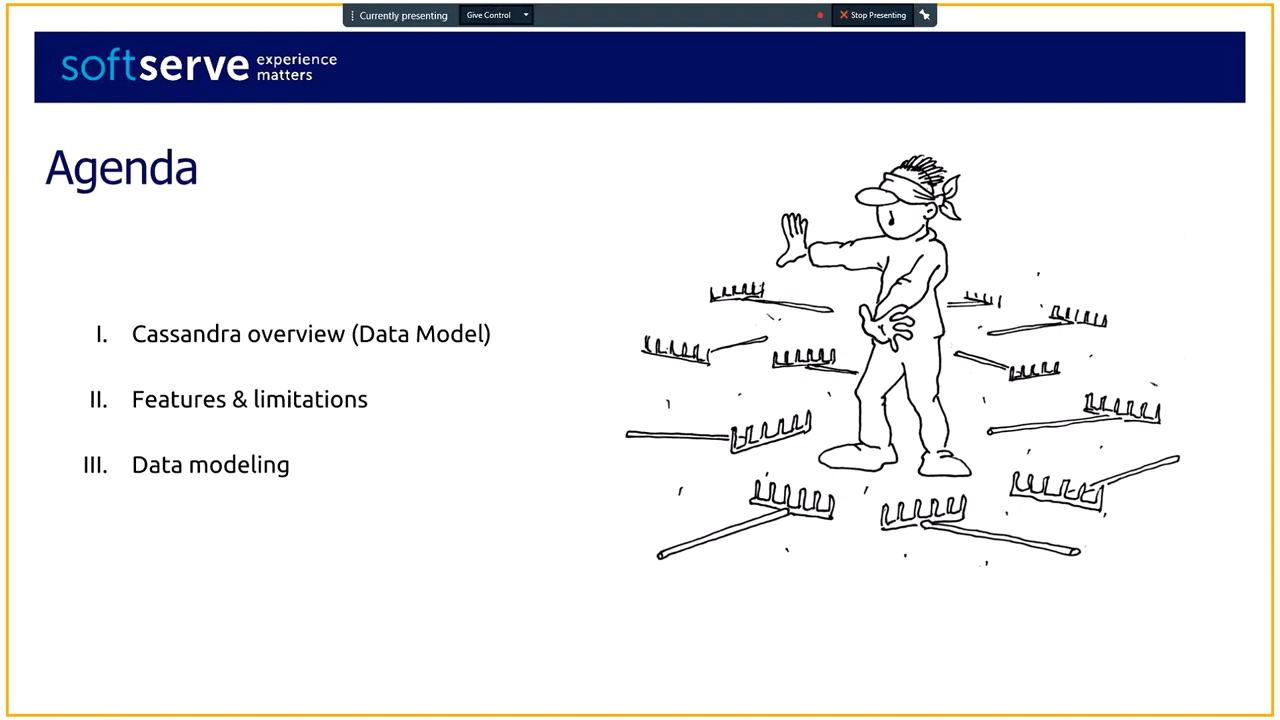 Currently presenting
Give Control
Stop Presenting
softserve experience matters
Agenda
I. Cassandra overview (Data Model)
II. Features & limitations
III. Data modeling